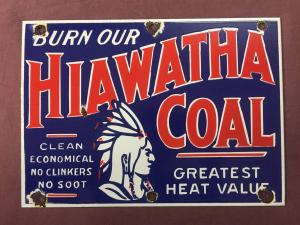 BURN OUR
HIAWATHA
COAL
CLEAN
ECONOMICAL
NO CLINKERS
NO SOOT
GREATEST
HEAT VALUE